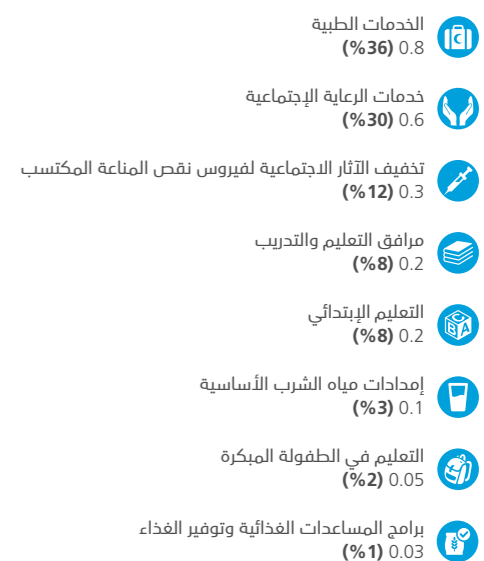 الخدمات الطبية
0.8 (%36)
خدمات الرعاية الإجتماعية
0.6 (%30)
تخفيف الآثار الاجتماعية لفيروس نقص المناعة المكتسب
0.3 (%12)
مرافق التعليم والتدريب
0.2 (%8)
التعليم الإبتدائي
0.2 (%8)
إمدادات مياه الشرب الأساسية
0.1 (%3)
التعليم في الطفولة المبكرة
0.05 (%2)
برامج المساعدات الغذائية وتوفير الغذاء
0.03 (%1)